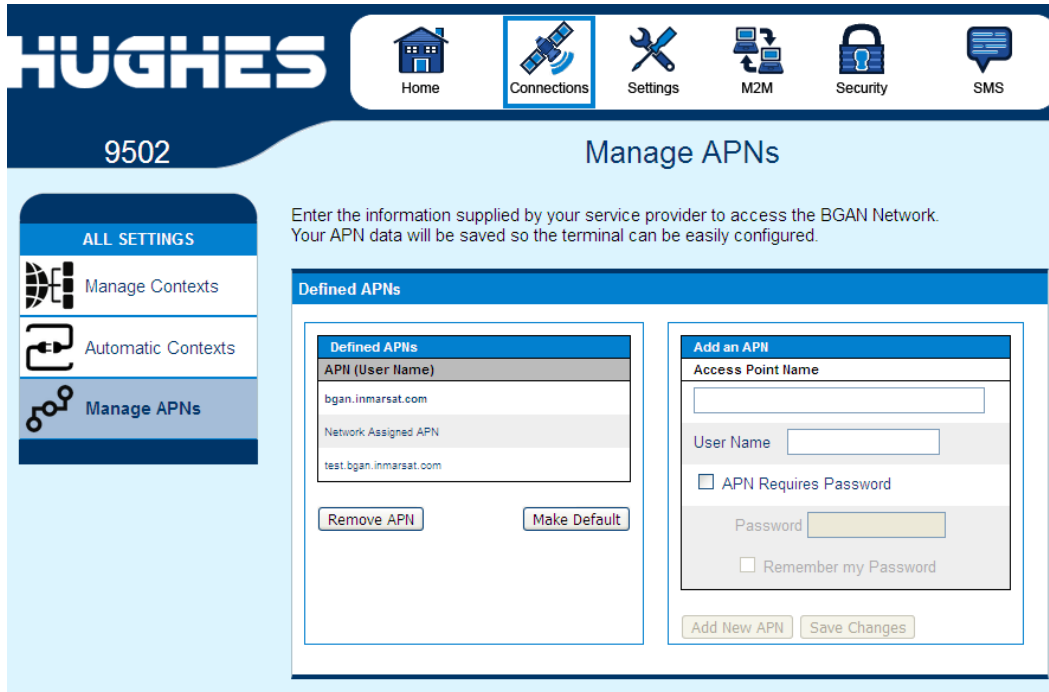 HUGHES
Home
Connections
Settings
M2M
Security
SMS
9502
Manage APNs
Enter the information supplied by your service provider to access the BGAN Network.
Your APN data will be saved so the terminal can be easily configured.
ALL SETTINGS
Manage Contexts
Automatic Contexts
Manage APNs
Defined APNs
Defined APNs
APN (User Name)
bgan.inmarsat.com
Network Assigned APN
test.bgan.inmarsat.com
Remove APN
Make Default
Add an APN
Access Point Name
User Name
APN Requires Password
Password
Remember my Password
Add New APN
Save Changes